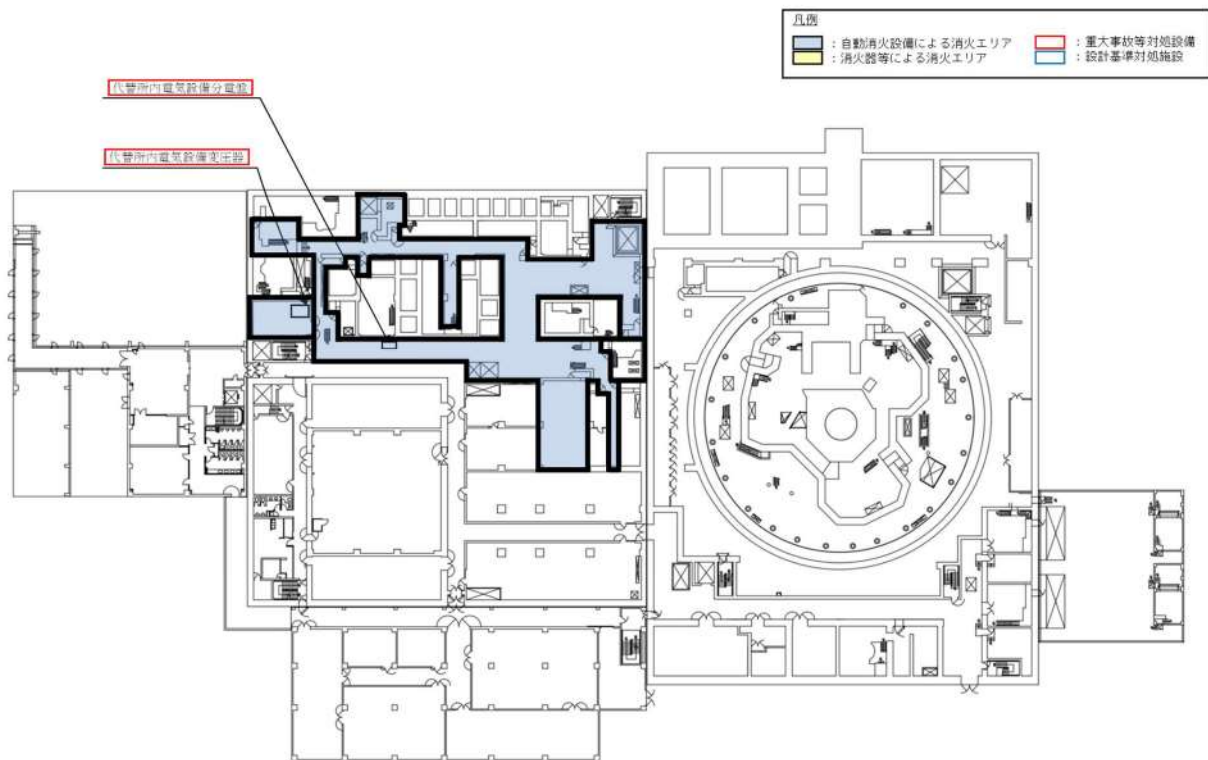 凡例
：自動消火設備による消火エリア
：重大事故等対処設備
：消火器等による消火エリア
：設計基準対処施設
代替所内電気設備分電盤
代替所内電気設備変圧器